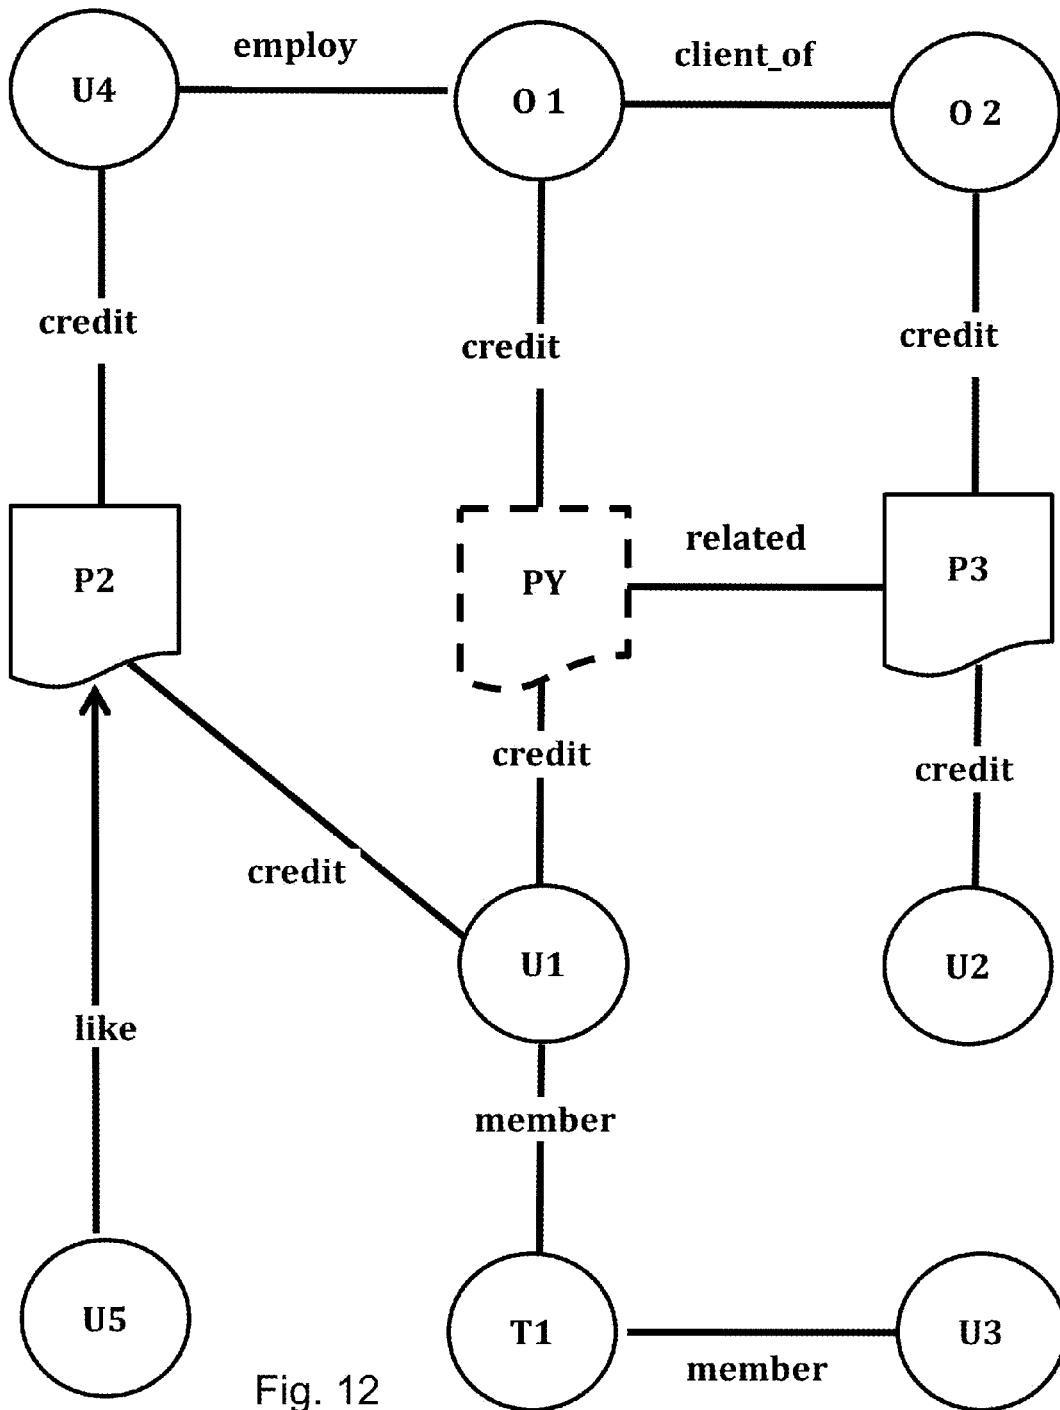 employ
client_of
U4
O 1
O 2
credit
credit
credit
P2
PY
related
P3
credit
credit
credit
U1
U2
like
member
U5
T1
member
U3
Fig. 12